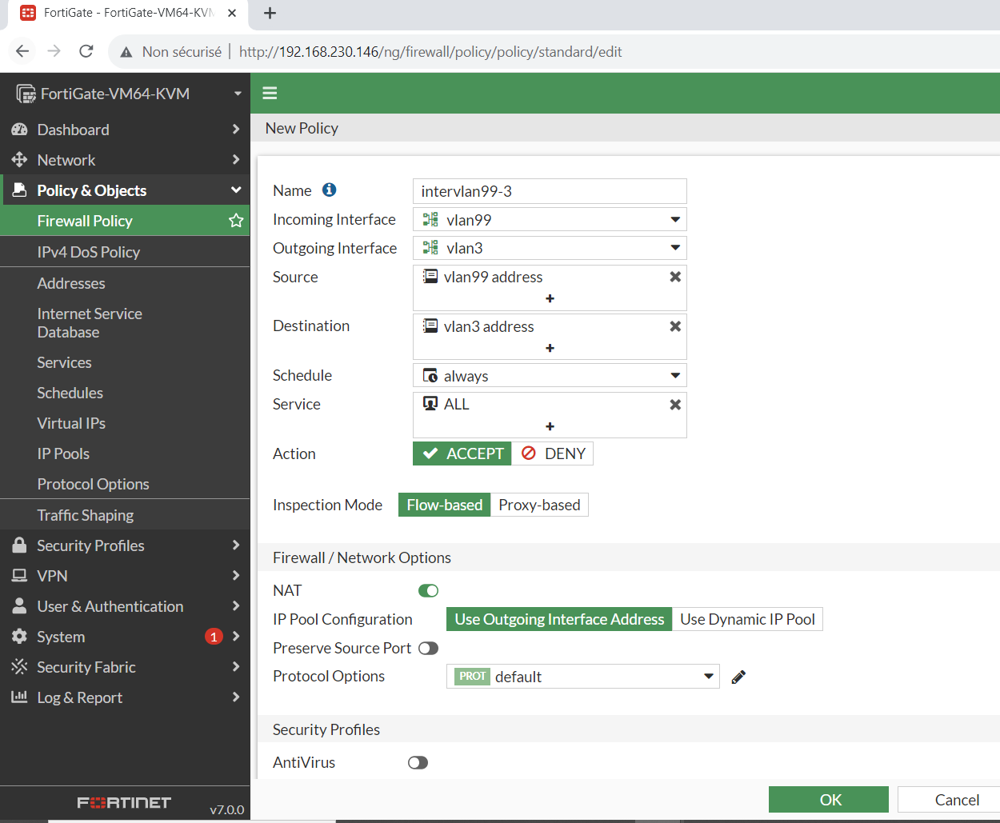 FortiGate - FortiGate-VM64-KVM
Non sécurisé | http://192.168.230.146/ng/firewall/policy/policy/standard/edit
FortiGate-VM64-KVM
Dashboard
Network
Policy & Objects
Firewall Policy
IPv4 DoS Policy
Addresses
Internet Service
Database
Services
Schedules
Virtual IPs
IP Pools
Protocol Options
Traffic Shaping
Security Profiles
VPN
User & Authentication
System 1
Security Fabric
Log & Report
FORTINET v7.0.0
New Policy
Name intervlan99-3
Incoming Interface vlan99
Outgoing Interface vlan3
Source vlan99 address
+
Destination vlan3 address
+
Schedule always
Service ALL
+
Action ACCEPT DENY
Inspection Mode Flow-based Proxy-based
Firewall / Network Options
NAT
IP Pool Configuration Use Outgoing Interface Address Use Dynamic IP Pool
Preserve Source Port
Protocol Options PROT default
Security Profiles
AntiVirus
OK Cancel